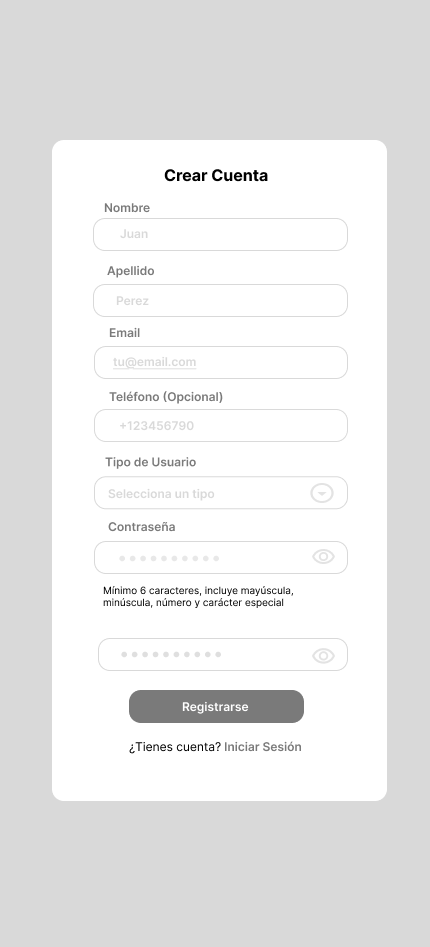 Crear Cuenta
Nombre
Juan
Apellido
Perez
Email
tu@email.com
Teléfono (Opcional)
+123456790
Tipo de Usuario
Selecciona un tipo
Contraseña
Mínimo 6 caracteres, incluye mayúscula,
minúscula, número y carácter especial
Registrarse
¿Tienes cuenta? Iniciar Sesión